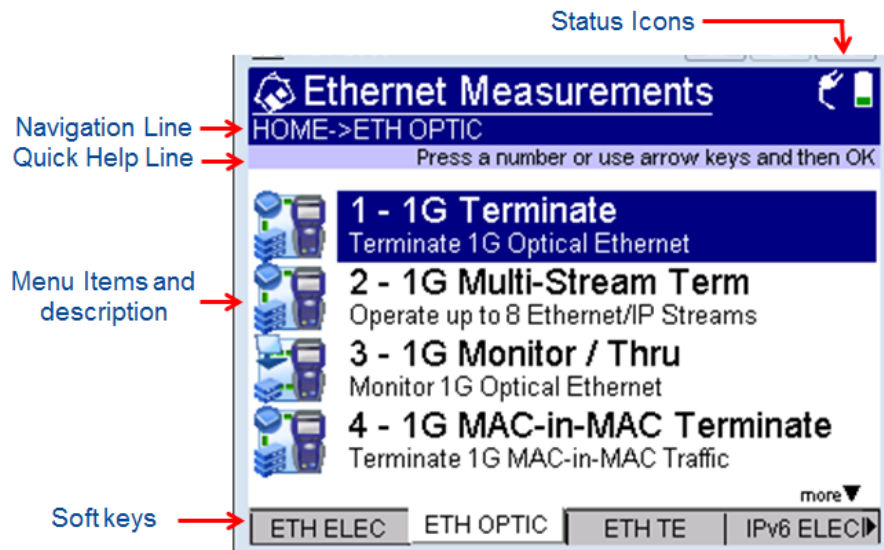 Status Icons
Ethernet Measurements
Navigation Line
HOME->ETH OPTIC
Quick Help Line
Press a number or use arrow keys and then OK
1 - 1G Terminate
Terminate 1G Optical Ethernet
Menu Items and
description
2 - 1G Multi-Stream Term
Operate up to 8 Ethernet/IP Streams
3 - 1G Monitor / Thru
Monitor 1G Optical Ethernet
4 - 1G MAC-in-MAC Terminate
Terminate 1G MAC-in-MAC Traffic
more
Soft keys
ETH ELEC
ETH OPTIC
ETH TE
IPv6 ELEC